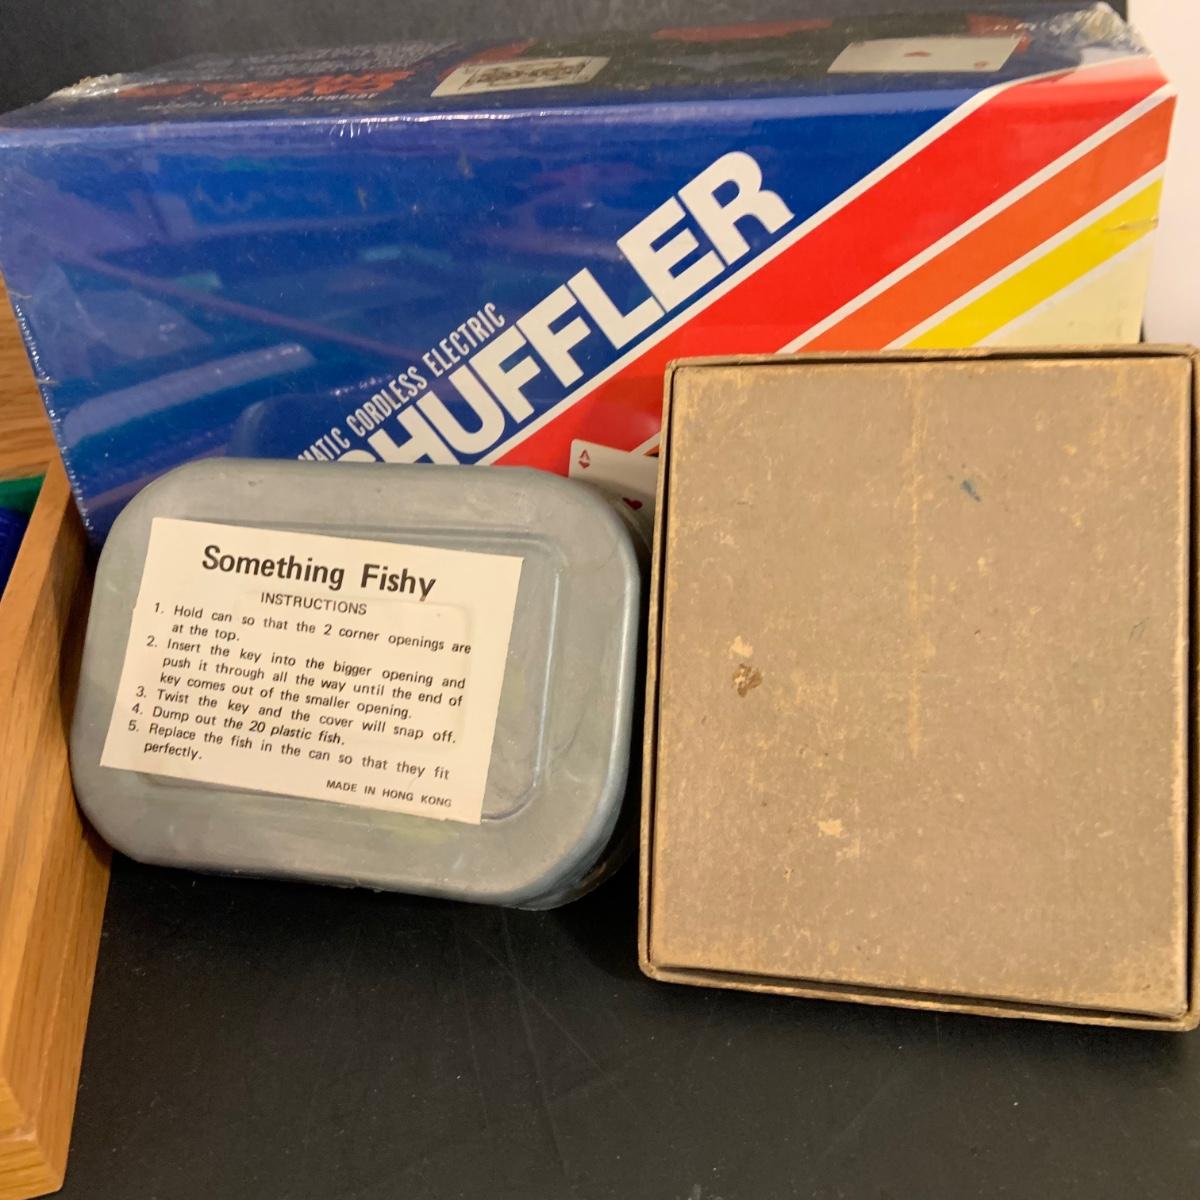 MATIC CORDLESS ELECTRIC
HUFFLER
Something Fishy
INSTRUCTIONS
1. Hold can so that the 2 corner openings are
at the top.
2. Insert the key into the bigger opening and
push it through all the way until the end of
key comes out of the smaller opening.
3. Twist the key and the cover will snap off.
4. Dump out the 20 plastic fish.
5. Replace the fish in the can so that they fit
perfectly.
MADE IN HONG KONG